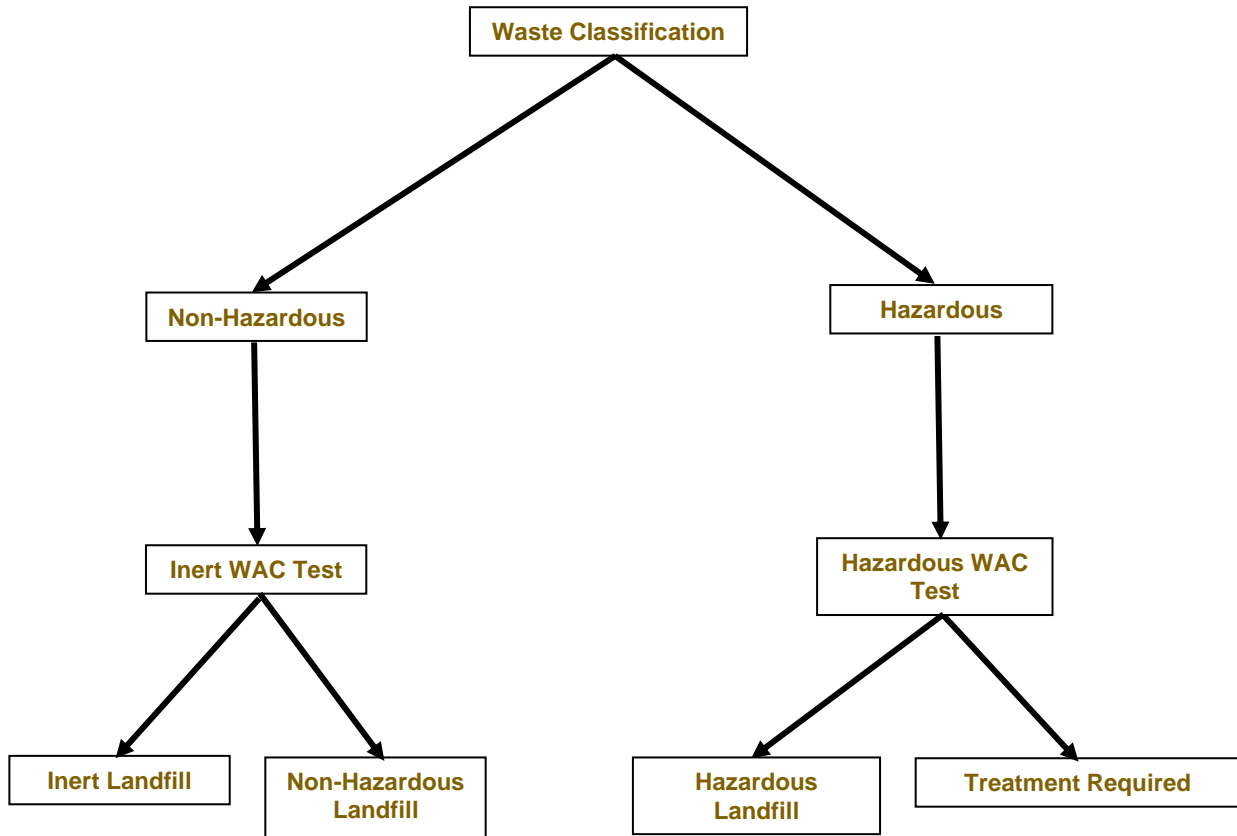 Waste Classification
Non-Hazardous
Hazardous
Inert WAC Test
Hazardous WAC
Test
Inert Landfill
Non-Hazardous
Landfill
Hazardous
Landfill
Treatment Required